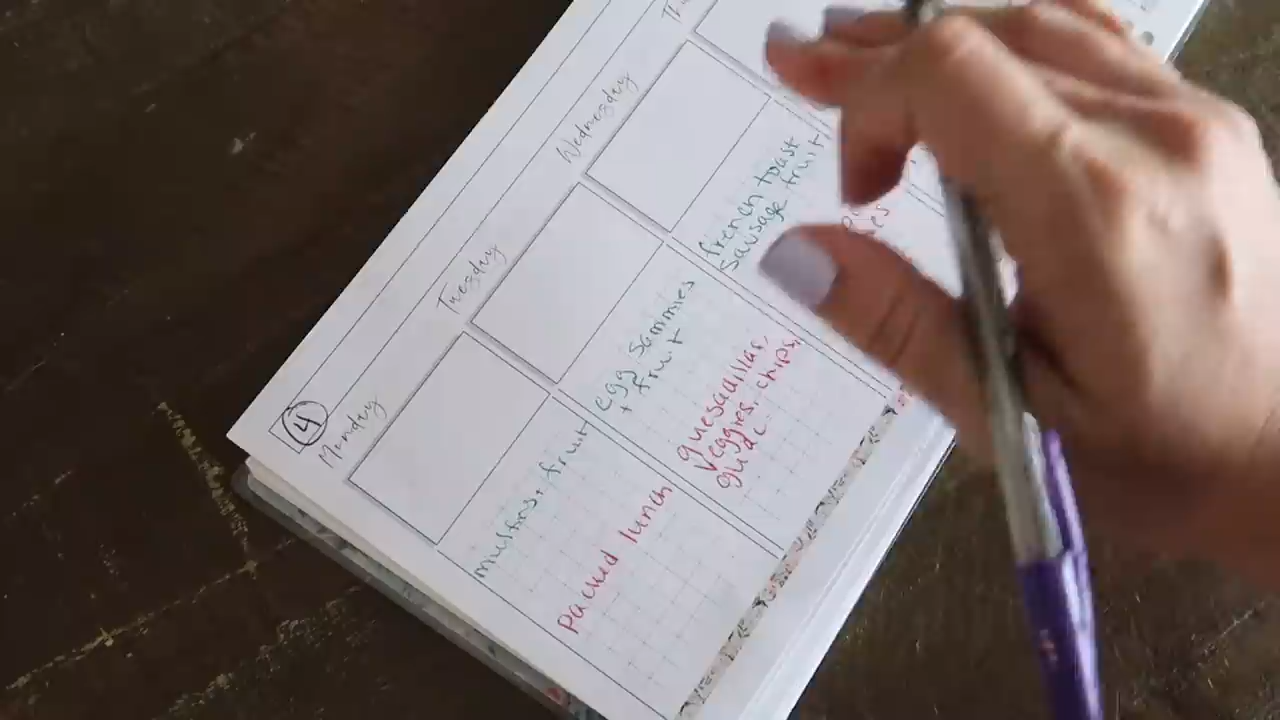 4
Monday
muffins, fruit
packed lunch
Tuesday
egg sammies
+ fruit
quesadillas,
veggies, chips,
guac
Wednesday
french toast
sausage fruit